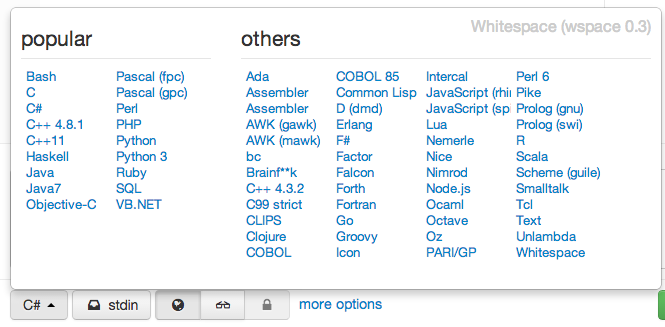 Whitespace (wspace 0.3)
popular
others
Bash
C
C#
C++ 4.8.1
C++11
Haskell
Java
Java7
Objective-C
Pascal (fpc)
Pascal (gpc)
Perl
PHP
Python
Python 3
Ruby
SQL
VB.NET
Ada
Assembler
Assembler
AWK (gawk)
AWK (mawk)
bc
Brainf**k
C++ 4.3.2
C99 strict
CLIPS
Clojure
COBOL
COBOL 85
Common Lisp
D (dmd)
Erlang
F#
Factor
Falcon
Forth
Fortran
Go
Groovy
Icon
Intercal
JavaScript (rhi
JavaScript (sp
Lua
Nemerle
Nice
Nimrod
Node.js
Ocaml
Octave
Oz
PARI/GP
Perl 6
Pike
Prolog (gnu)
Prolog (swi)
R
Scala
Scheme (guile)
Smalltalk
Tcl
Text
Unlambda
Whitespace
C# stdin more options